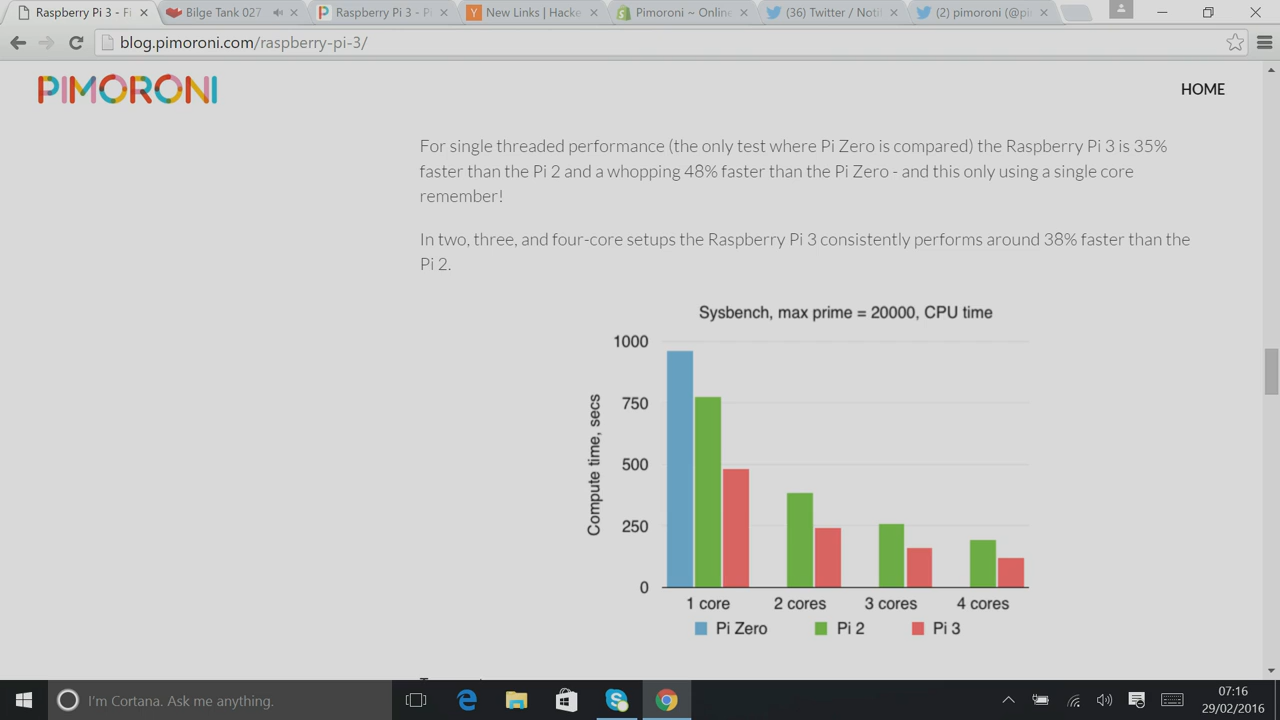 Raspberry Pi 3 - Fi
Bilge Tank 027
Raspberry Pi 3 - Pi
New Links | Hacke
Pimoroni ~ Online
(36) Twitter / Notif
(2) pimoroni (@pi
blog.pimoroni.com/raspberry-pi-3/
PIMORONI
HOME
For single threaded performance (the only test where Pi Zero is compared) the Raspberry Pi 3 is 35%
faster than the Pi 2 and a whopping 48% faster than the Pi Zero - and this only using a single core
remember!
In two, three, and four-core setups the Raspberry Pi 3 consistently performs around 38% faster than the
Pi 2.
Sysbench, max prime = 20000, CPU time
Compute time, secs
1000
750
500
250
0
1 core 2 cores 3 cores 4 cores
Pi Zero Pi 2 Pi 3
I'm Cortana. Ask me anything.
07:16
29/02/2016